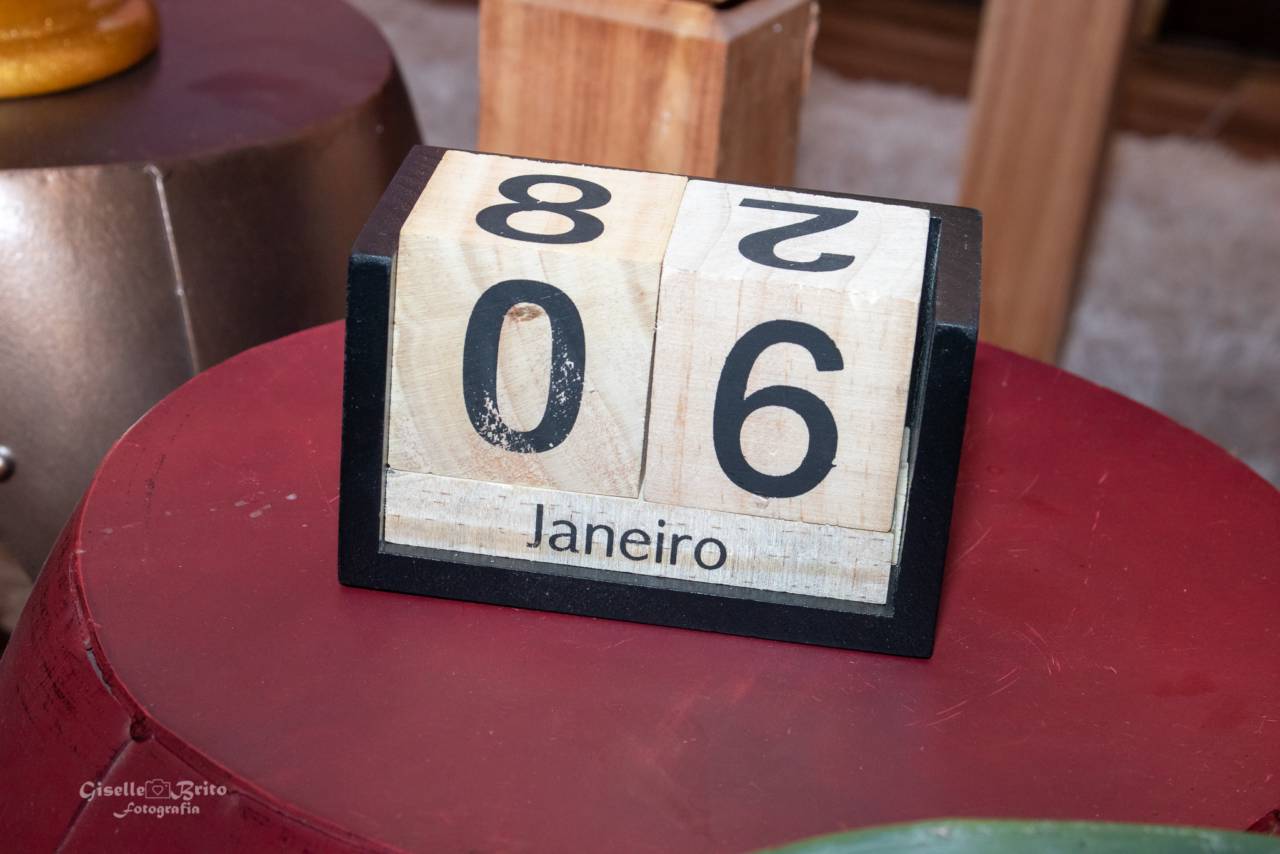 8 2
0 6
Janeiro
Giselle Brito
Fotografia